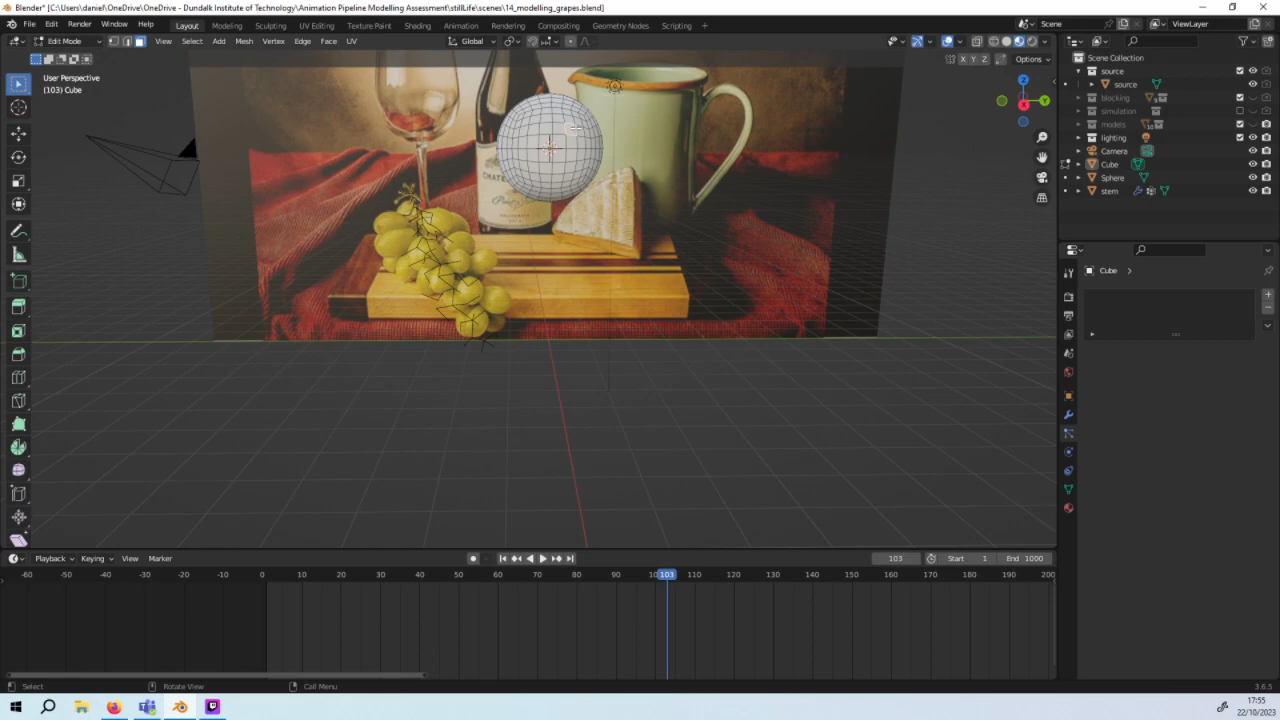 Blender* [C:\Users\daniel\OneDrive\OneDrive - Dundalk Institute of Technology\Animation Pipeline Modelling Assessment\stillLife\scenes\14_modelling_grapes.blend]
File Edit Render Window Help Layout Modeling Sculpting UV Editing Texture Paint Shading Animation Rendering Compositing Geometry Nodes Scripting + Scene ViewLayer
Edit Mode View Select Add Mesh Vertex Edge Face UV Global
X Y Z Options
User Perspective
(103) Cube
Z
Y
X
CHATE
Scene Collection
source
source
blocking
simulation
models
lighting
Camera
Cube
Sphere
stem
Cube
Playback Keying View Marker 103 Start 1 End 1000
-60 -50 -40 -30 -20 -10 0 10 20 30 40 50 60 70 80 90 103 110 120 130 140 150 160 170 180 190 200
Select Rotate View Call Menu 3.6.5
17:55
22/10/2023